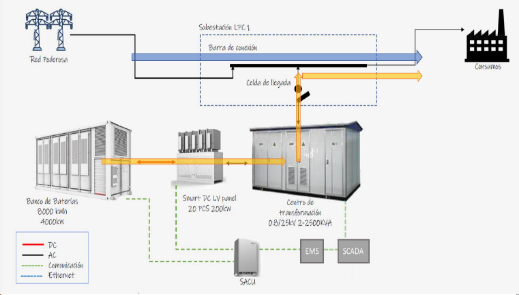 Subestación LPC 1
Red Poderosa
Barra de conexión
Consumos
Celda de llegada
Banco de Baterías
8000 kWh
4000kW
Smart DC LV panel
20 PCS 200kW
Centro de
transformación
0.8/25kV 2-2500KVA
DC
AC
Comunicación
Ethernet
SACU
EMS
SCADA